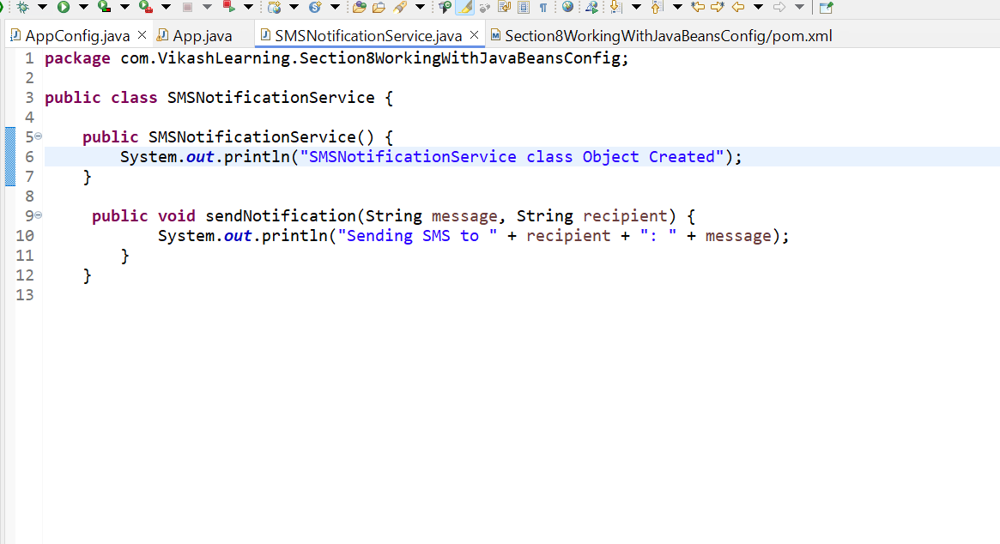 AppConfig.java App.java SMSNotificationService.java Section8WorkingWithJavaBeansConfig/pom.xml
1 package com.VikashLearning.Section8WorkingWithJavaBeansConfig;
2
3 public class SMSNotificationService {
4
5 public SMSNotificationService() {
6 System.out.println("SMSNotificationService class Object Created");
7 }
8
9 public void sendNotification(String message, String recipient) {
10 System.out.println("Sending SMS to " + recipient + ": " + message);
11 }
12 }
13